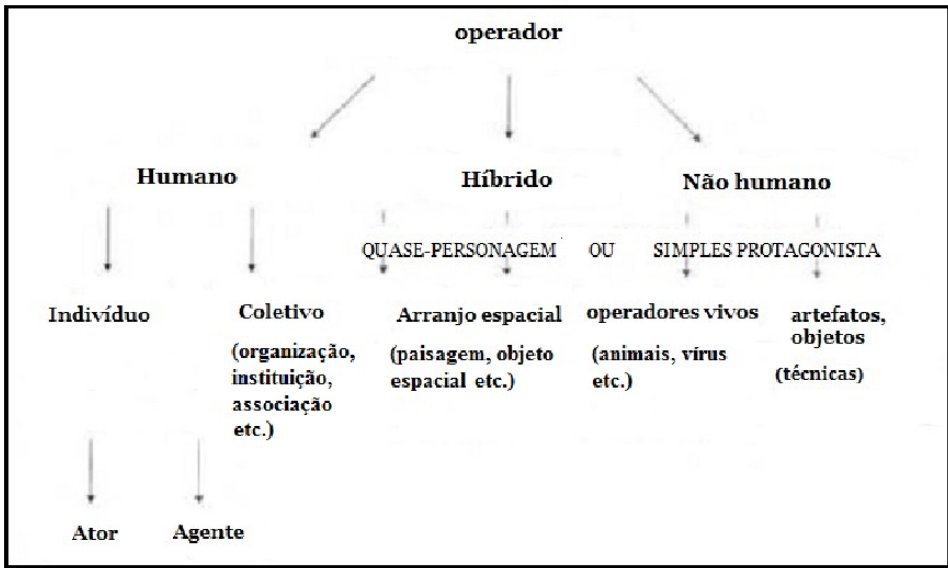 operador
Humano
Híbrido
Não humano
QUASE-PERSONAGEM OU SIMPLES PROTAGONISTA
Indivíduo
Coletivo
(organização,
instituição,
associação
etc.)
Arranjo espacial
(paisagem, objeto
espacial etc.)
operadores vivos
(animais, vírus
etc.)
artefatos,
objetos
(técnicas)
Ator
Agente